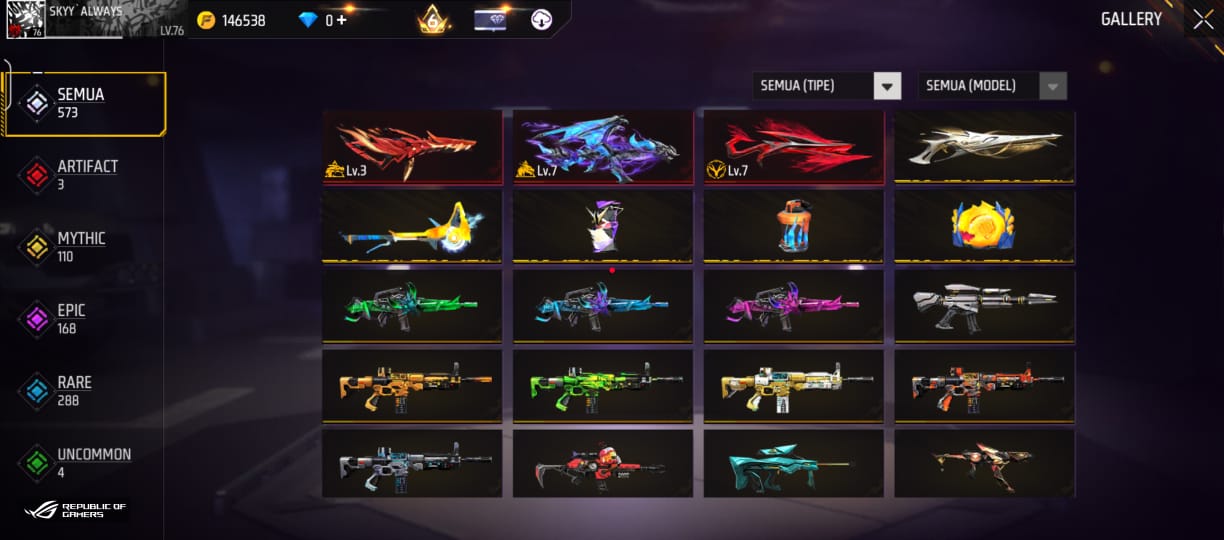 SKYY`ALWAYS
76
LV.76
146538
0 +
6
GALLERY
SEMUA (TIPE)
SEMUA (MODEL)
SEMUA
573
ARTIFACT
3
MYTHIC
110
EPIC
168
RARE
288
UNCOMMON
4
Lv.3
Lv.7
Lv.7
REPUBLIC OF
GAMERS